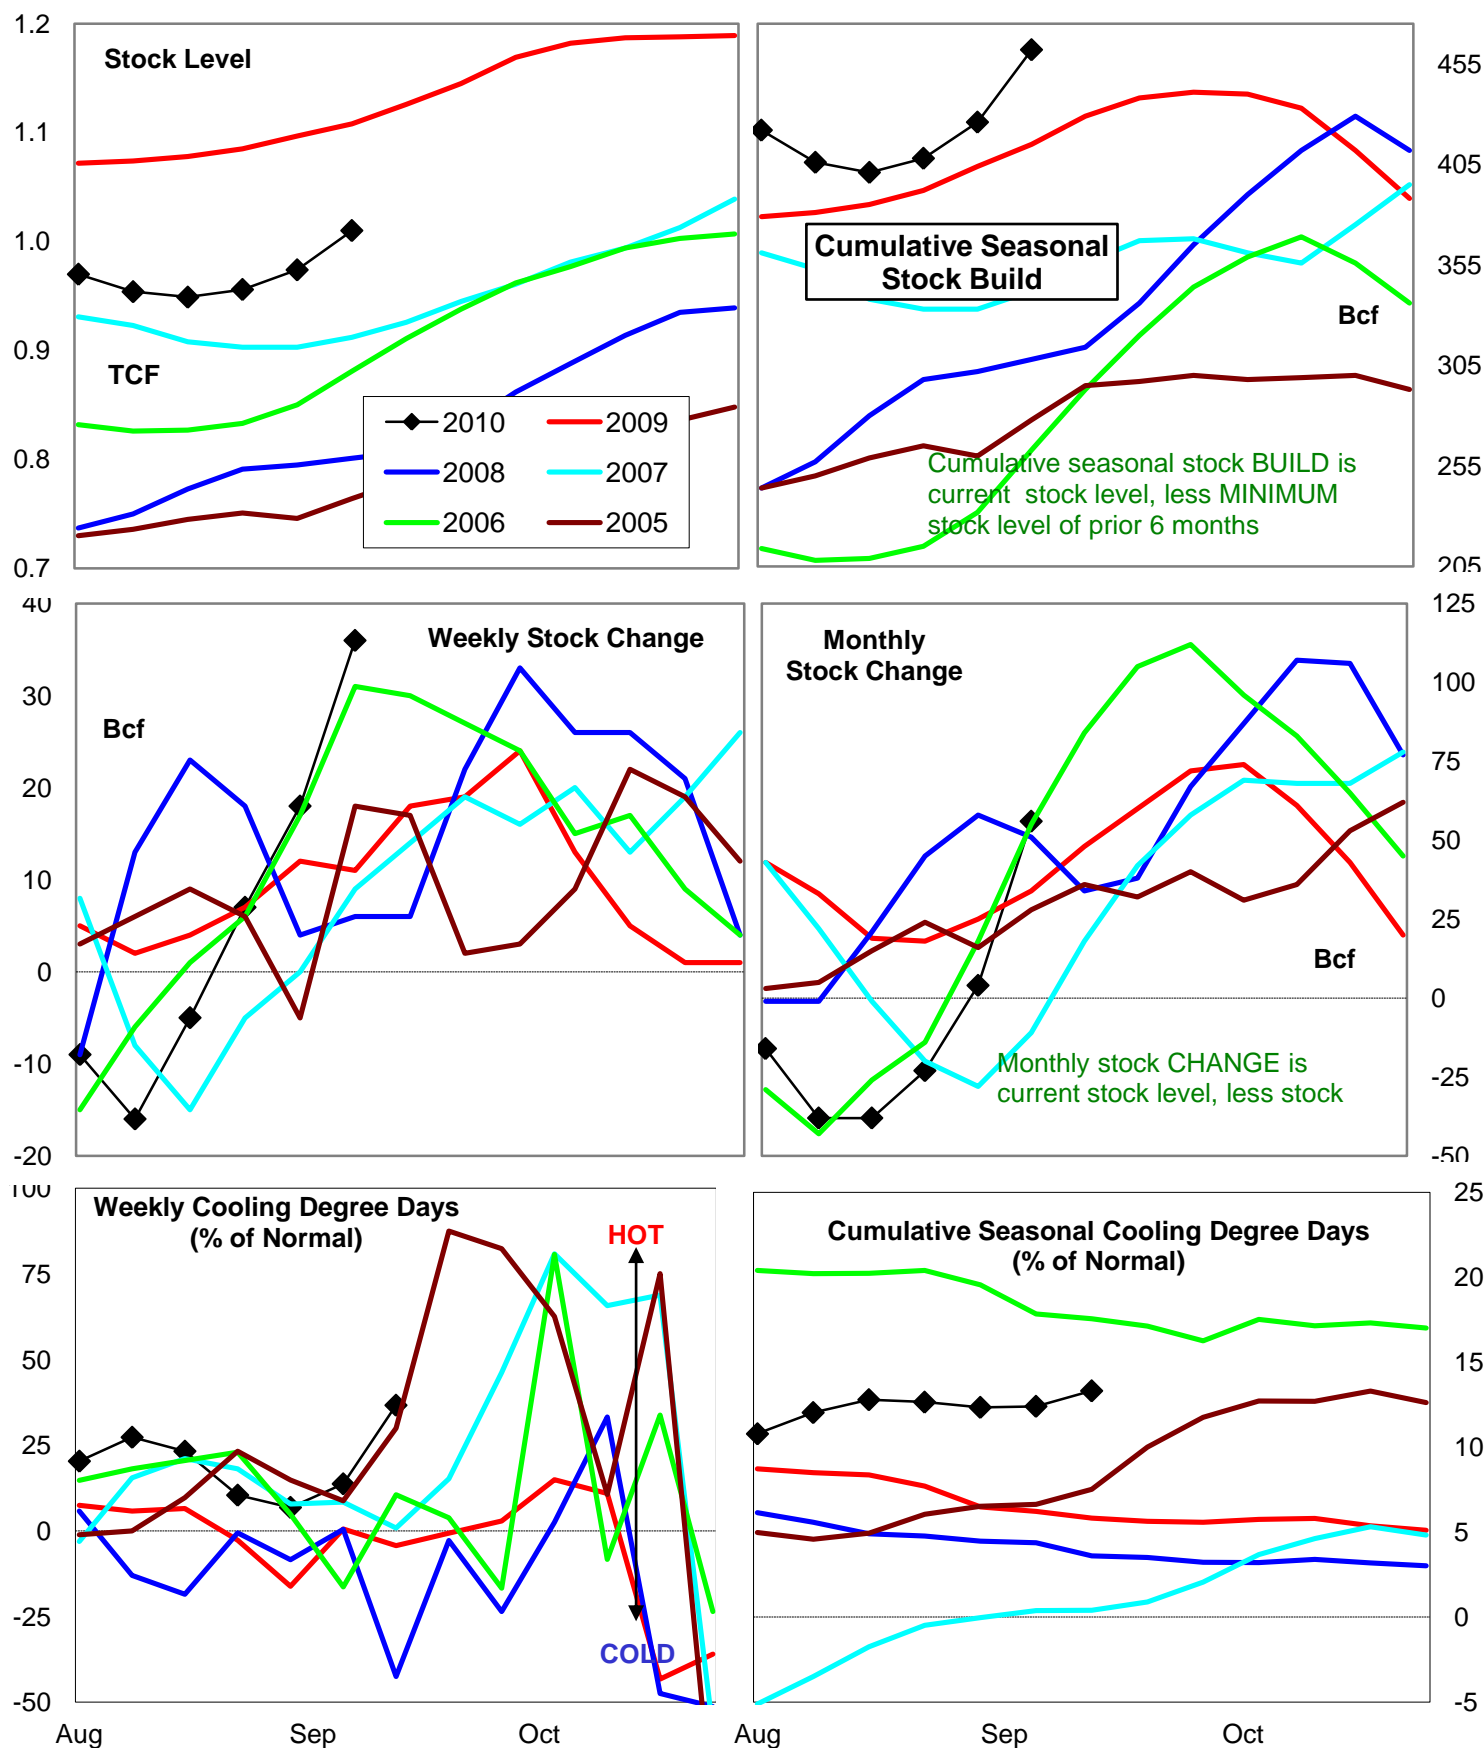 1.2
1.1
1.0
0.9
0.8
0.7
Stock Level
TCF
2010
2009
2008
2007
2006
2005
455
405
355
305
255
205
Cumulative Seasonal
Stock Build
Bcf
Cumulative seasonal stock BUILD is
current stock level, less MINIMUM
stock level of prior 6 months
40
30
20
10
0
-10
-20
Weekly Stock Change
Bcf
125
100
75
50
25
0
-25
-50
Monthly
Stock Change
Bcf
Monthly stock CHANGE is
current stock level, less stock
100
75
50
25
0
-25
-50
Weekly Cooling Degree Days
(% of Normal)
HOT
COLD
Aug
Sep
Oct
25
20
15
10
5
0
-5
Cumulative Seasonal Cooling Degree Days
(% of Normal)
Aug
Sep
Oct